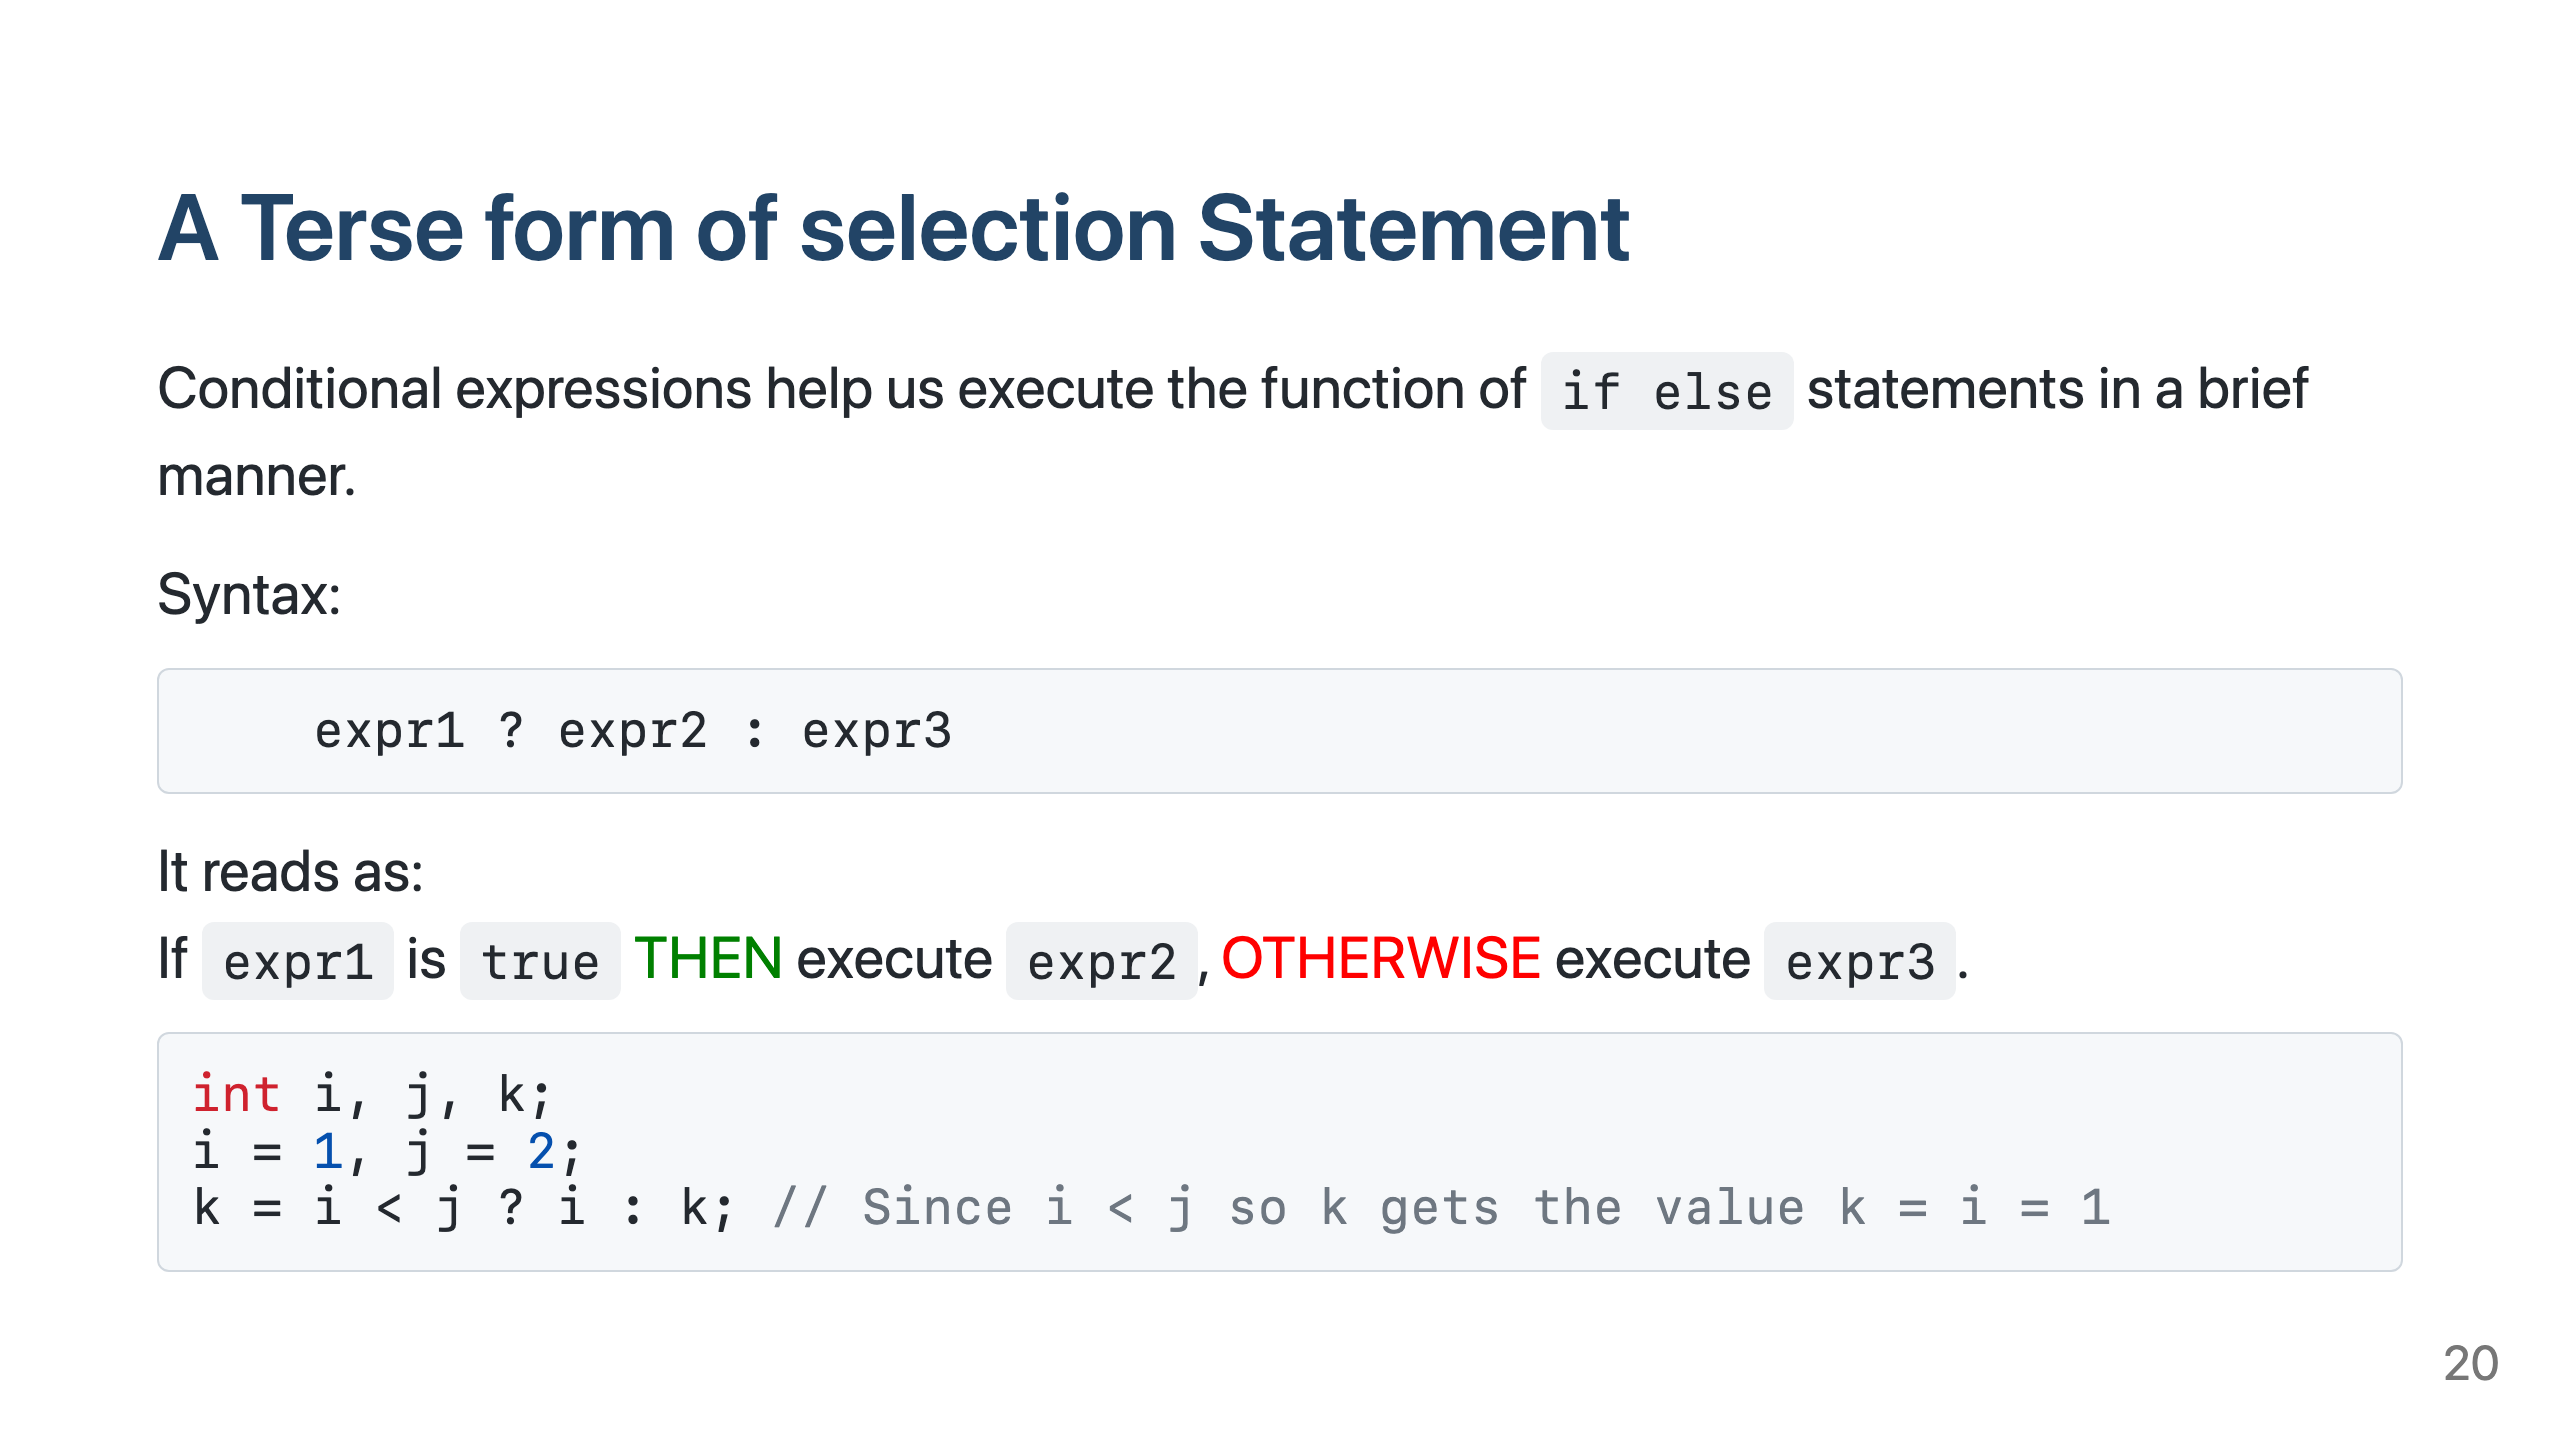 A Terse form of selection Statement
Conditional expressions help us execute the function of if else statements in a brief
manner.
Syntax:
expr1 ? expr2 : expr3
It reads as:
If expr1 is true THEN execute expr2, OTHERWISE execute expr3.
int i, j, k;
i = 1, j = 2;
k = i < j ? i : k; // Since i < j so k gets the value k = i = 1
20